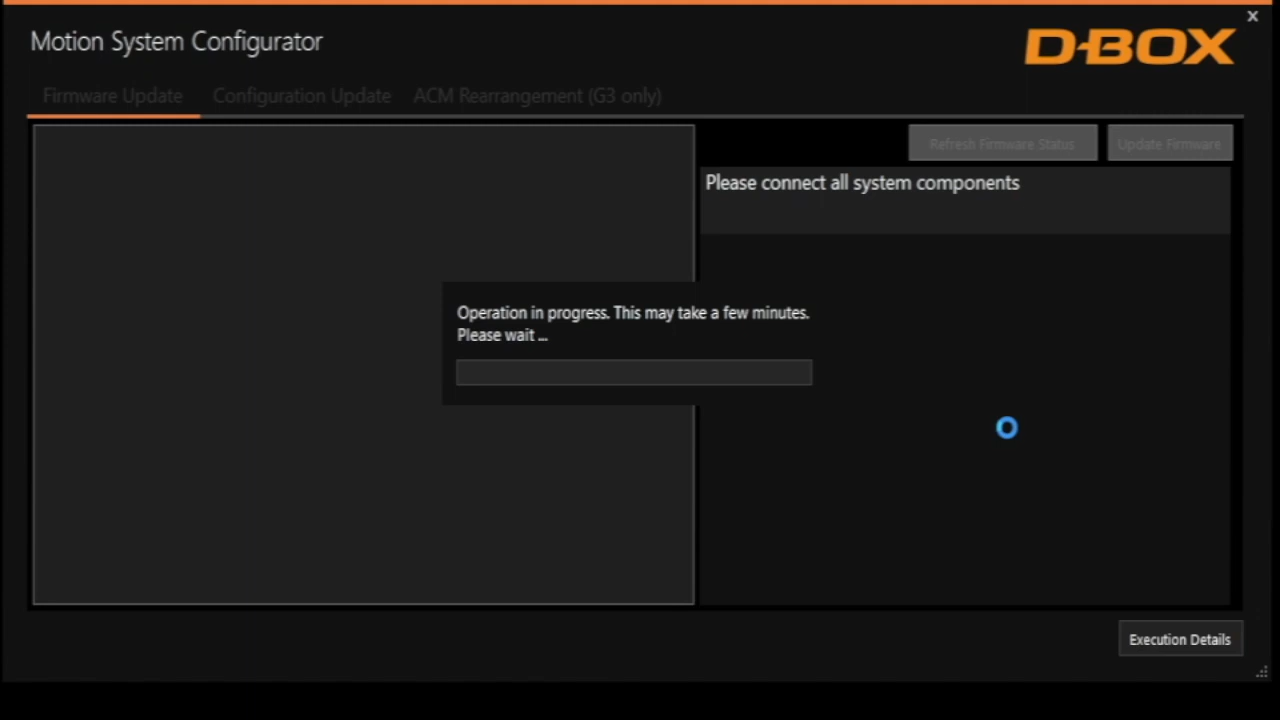 x
Motion System Configurator
D-BOX
Firmware Update Configuration Update ACM Rearrangement (G3 only)
Refresh Firmware Status Update Firmware
Please connect all system components
Operation in progress. This may take a few minutes.
Please wait ...
Execution Details